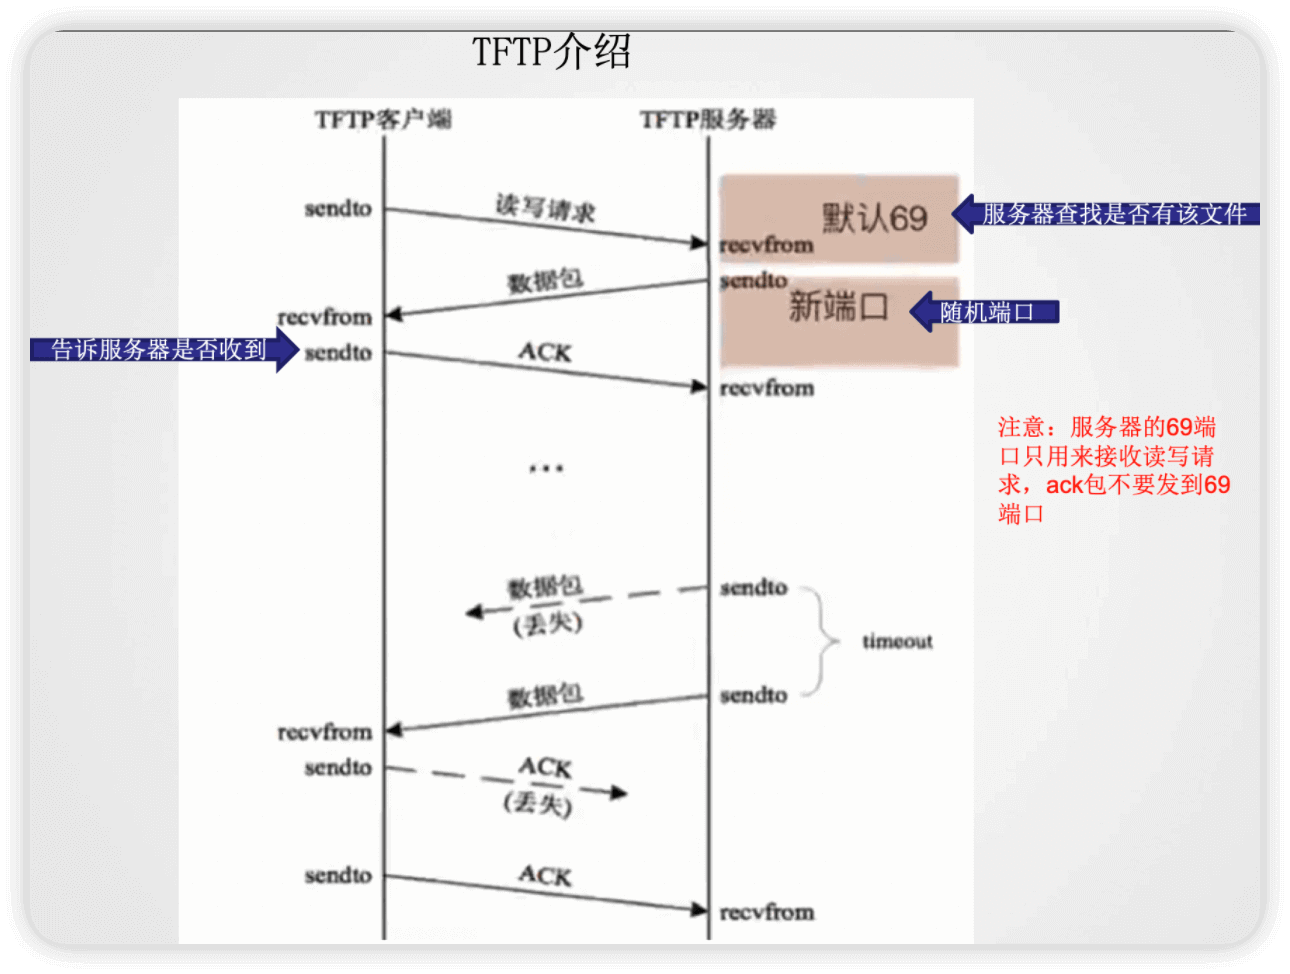 TFTP介绍
TFTP客户端
TFTP服务器
sendto
读写请求
默认69
服务器查找是否有该文件
recvfrom
数据包
sendto
新端口
随机端口
recvfrom
告诉服务器是否收到
sendto
ACK
recvfrom
注意：服务器的69端
口只用来接收读写请
求，ack包不要发到69
端口
...
数据包
(丢失)
sendto
timeout
数据包
sendto
recvfrom
sendto
ACK
(丢失)
sendto
ACK
recvfrom